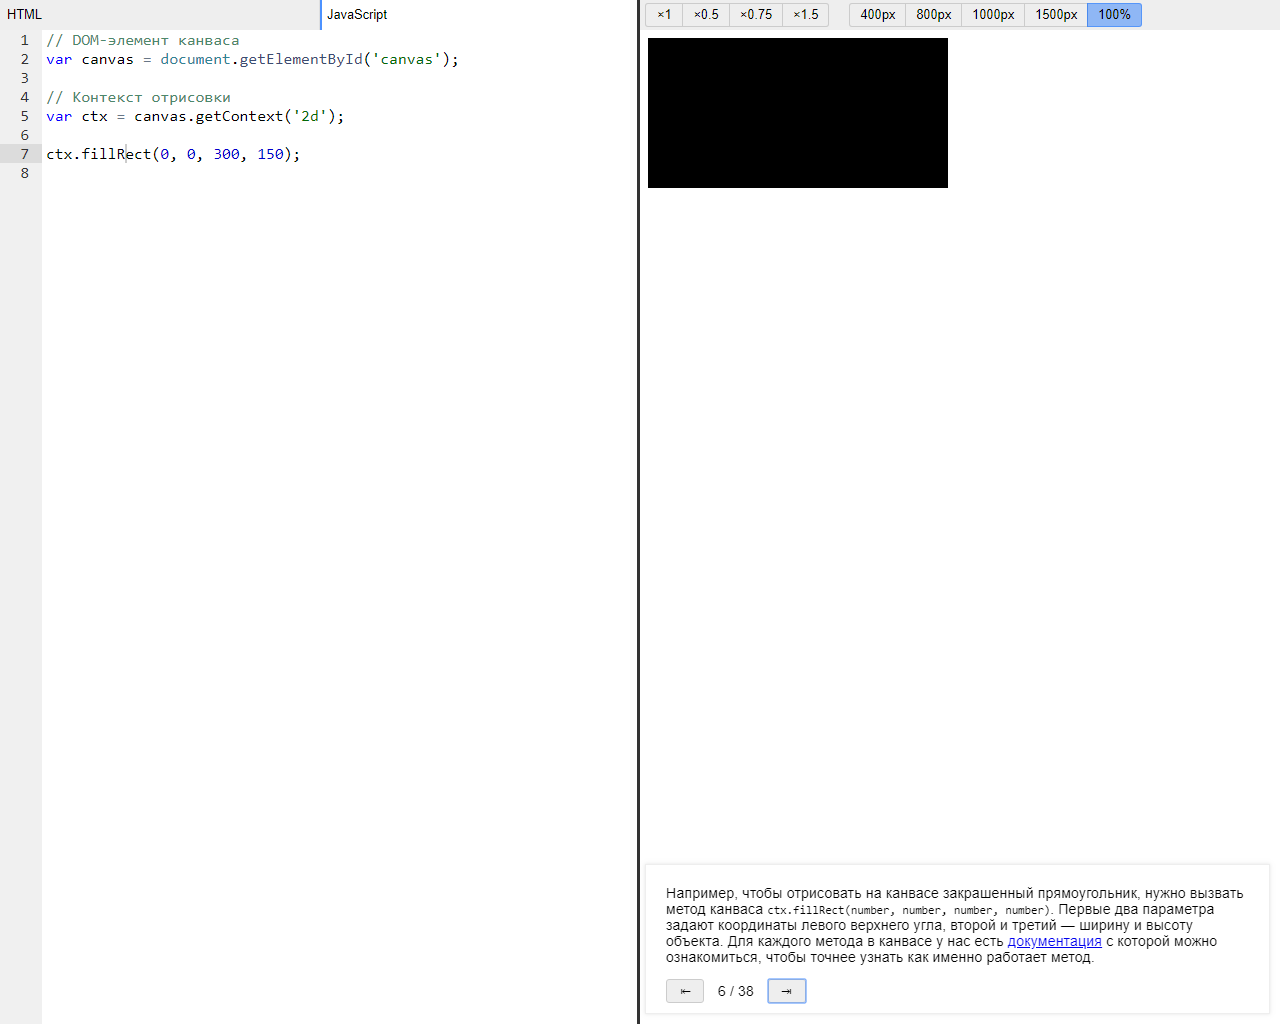 HTML
JavaScript
×1 ×0.5 ×0.75 ×1.5 400px 800px 1000px 1500px 100%
1 // DOM-элемент канваса
2 var canvas = document.getElementById('canvas');
3
4 // Контекст отрисовки
5 var ctx = canvas.getContext('2d');
6
7 ctx.fillRect(0, 0, 300, 150);
8
Например, чтобы отрисовать на канвасе закрашенный прямоугольник, нужно вызвать
метод канваса ctx.fillRect(number, number, number, number). Первые два параметра
задают координаты левого верхнего угла, второй и третий — ширину и высоту
объекта. Для каждого метода в канвасе у нас есть документация с которой можно
ознакомиться, чтобы точнее узнать как именно работает метод.
⇤ 6 / 38 ⇥